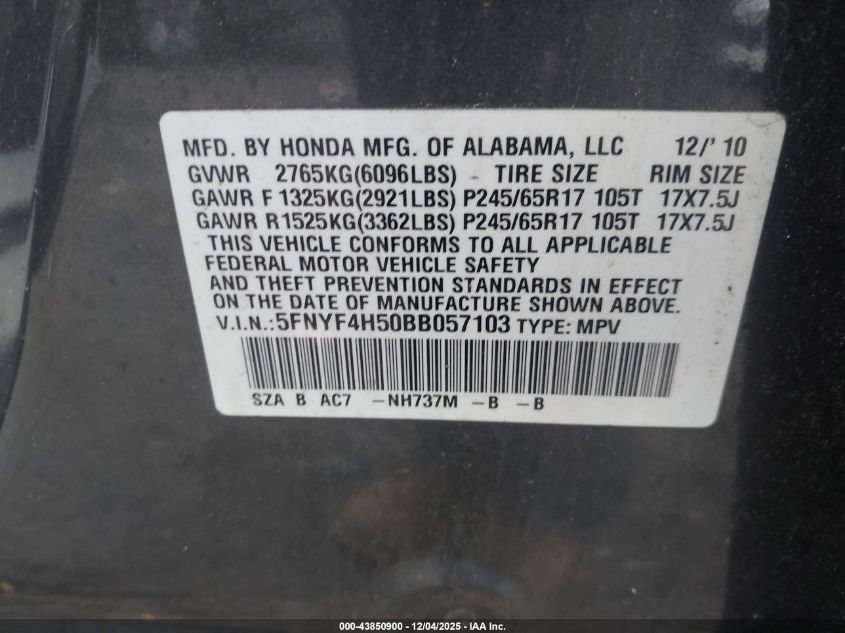 MFD. BY HONDA MFG. OF ALABAMA, LLC 12/'10
GVWR 2765KG(6096LBS) - TIRE SIZE RIM SIZE
GAWR F 1325KG(2921LBS) P245/65R17 105T 17X7.5J
GAWR R1525KG(3362LBS) P245/65R17 105T 17X7.5J
THIS VEHICLE CONFORMS TO ALL APPLICABLE
FEDERAL MOTOR VEHICLE SAFETY
AND THEFT PREVENTION STANDARDS IN EFFECT
ON THE DATE OF MANUFACTURE SHOWN ABOVE.
V.I.N.:5FNYF4H50BB057103 TYPE: MPV
SZA B AC7 -NH737M -B -B
000-43850900 - 12/04/2025 - IAA Inc.